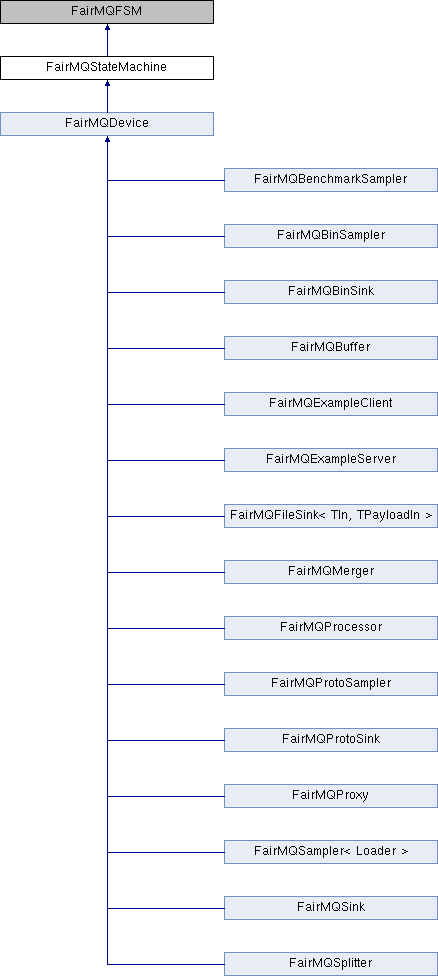 FairMQFSM
FairMQStateMachine
FairMQDevice
FairMQBenchmarkSampler
FairMQBinSampler
FairMQBinSink
FairMQBuffer
FairMQExampleClient
FairMQExampleServer
FairMQFileSink< TIn, TPayloadIn >
FairMQMerger
FairMQProcessor
FairMQProtoSampler
FairMQProtoSink
FairMQProxy
FairMQSampler< Loader >
FairMQSink
FairMQSplitter